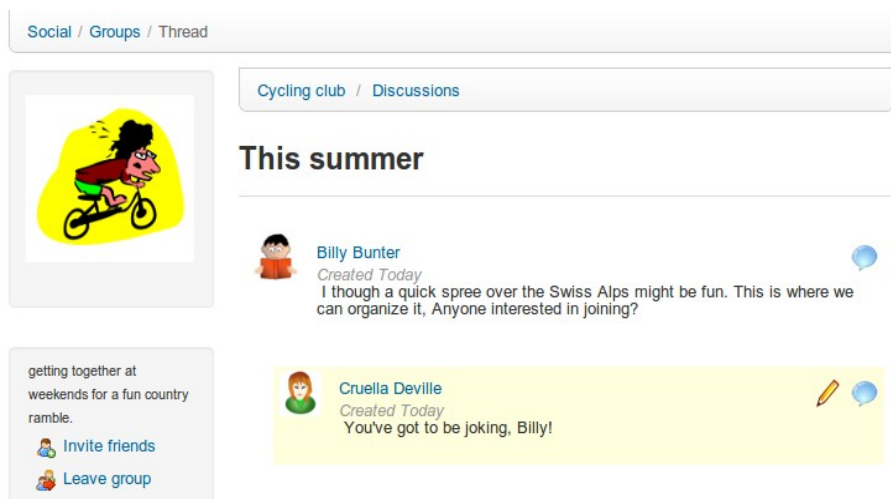 Social / Groups / Thread
Cycling club / Discussions
This summer
Billy Bunter
Created Today
I though a quick spree over the Swiss Alps might be fun. This is where we
can organize it, Anyone interested in joining?
Cruella Deville
Created Today
You've got to be joking, Billy!
getting together at
weekends for a fun country
ramble.
Invite friends
Leave group